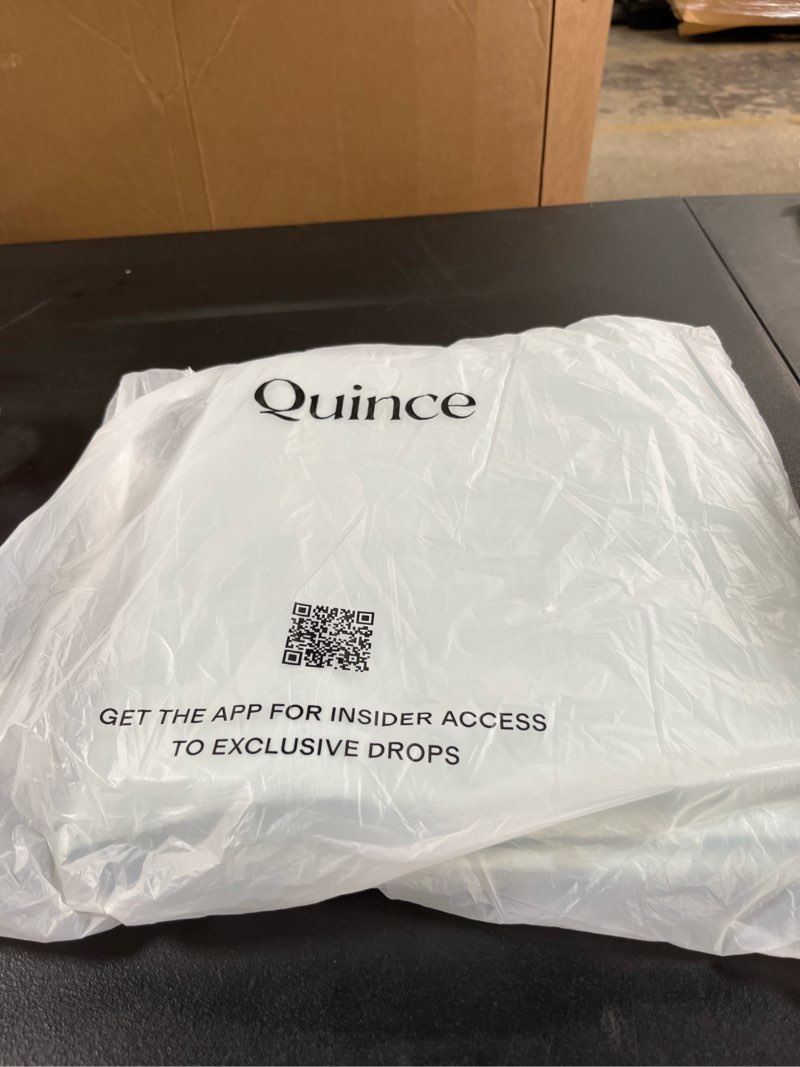 Quince
GET THE APP FOR INSIDER ACCESS
TO EXCLUSIVE DROPS